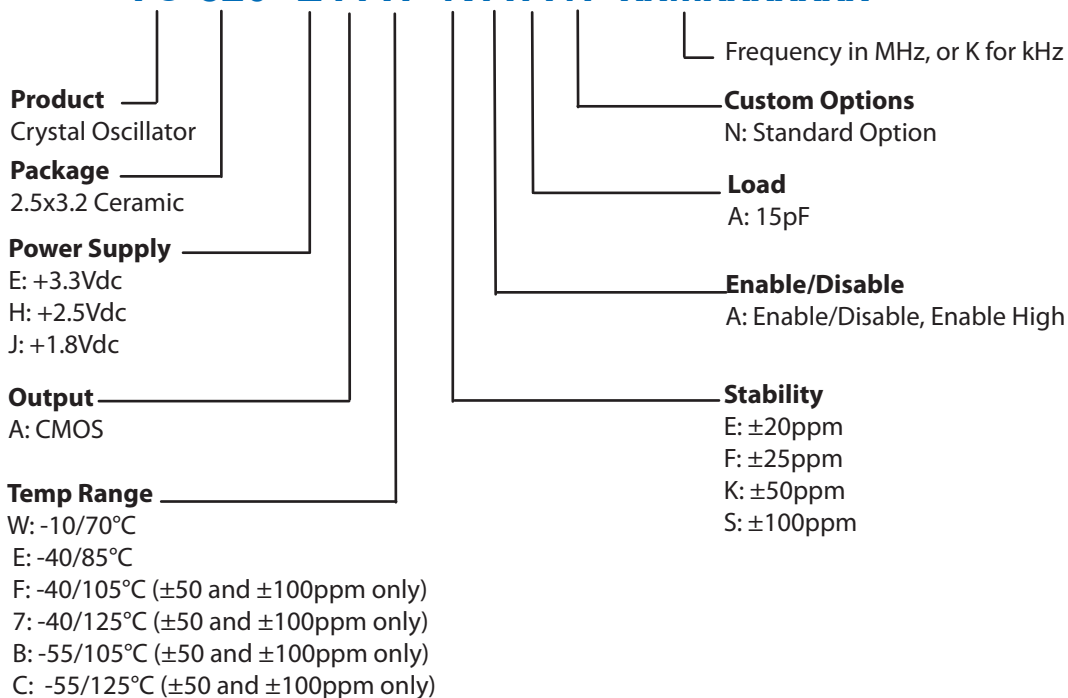 Frequency in MHz, or K for kHz
Product
Crystal Oscillator
Package
2.5x3.2 Ceramic
Power Supply
E: +3.3Vdc
H: +2.5Vdc
J: +1.8Vdc
Output
A: CMOS
Temp Range
W: -10/70°C
E: -40/85°C
F: -40/105°C (±50 and ±100ppm only)
7: -40/125°C (±50 and ±100ppm only)
B: -55/105°C (±50 and ±100ppm only)
C: -55/125°C (±50 and ±100ppm only)
Custom Options
N: Standard Option
Load
A: 15pF
Enable/Disable
A: Enable/Disable, Enable High
Stability
E: ±20ppm
F: ±25ppm
K: ±50ppm
S: ±100ppm